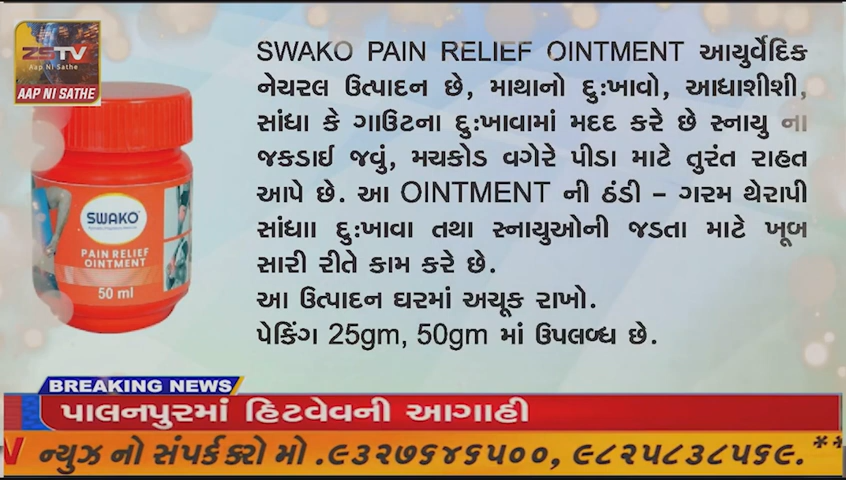 ZSTV
Aap Ni Sathe
AAP NI SATHE
SWAKO PAIN RELIEF OINTMENT આયુર્વેદિક
નેચરલ ઉત્પાદન છે, માથાનો દુઃખાવો, આધાશીશી,
સાંધા કે ગાઉટના દુઃખાવામાં મદદ કરે છે સ્નાયુ ના
જકડાઈ જવું, મચકોડ વગેરે પીડા માટે તુરંત રાહત
આપે છે. આ OINTMENT ની ઠંડી – ગરમ થેરાપી
સાંધાા દુઃખાવા તથા સ્નાયુઓની જડતા માટે ખૂબ
સારી રીતે કામ કરે છે.
આ ઉત્પાદન ઘરમાં અચૂક રાખો.
પેકિંગ 25gm, 50gm માં ઉપલબ્ધ છે.
SWAKO
PAIN RELIEF
OINTMENT
50 ml
BREAKING NEWS
પાલનપુરમાં હિટવેવની આગાહી
ન્યુઝ નો સંપર્ક કરો મો .૯૩૨૭૬૪૬૫૦૦, ૯૮૨૫૮૩૮૫૬૯. **